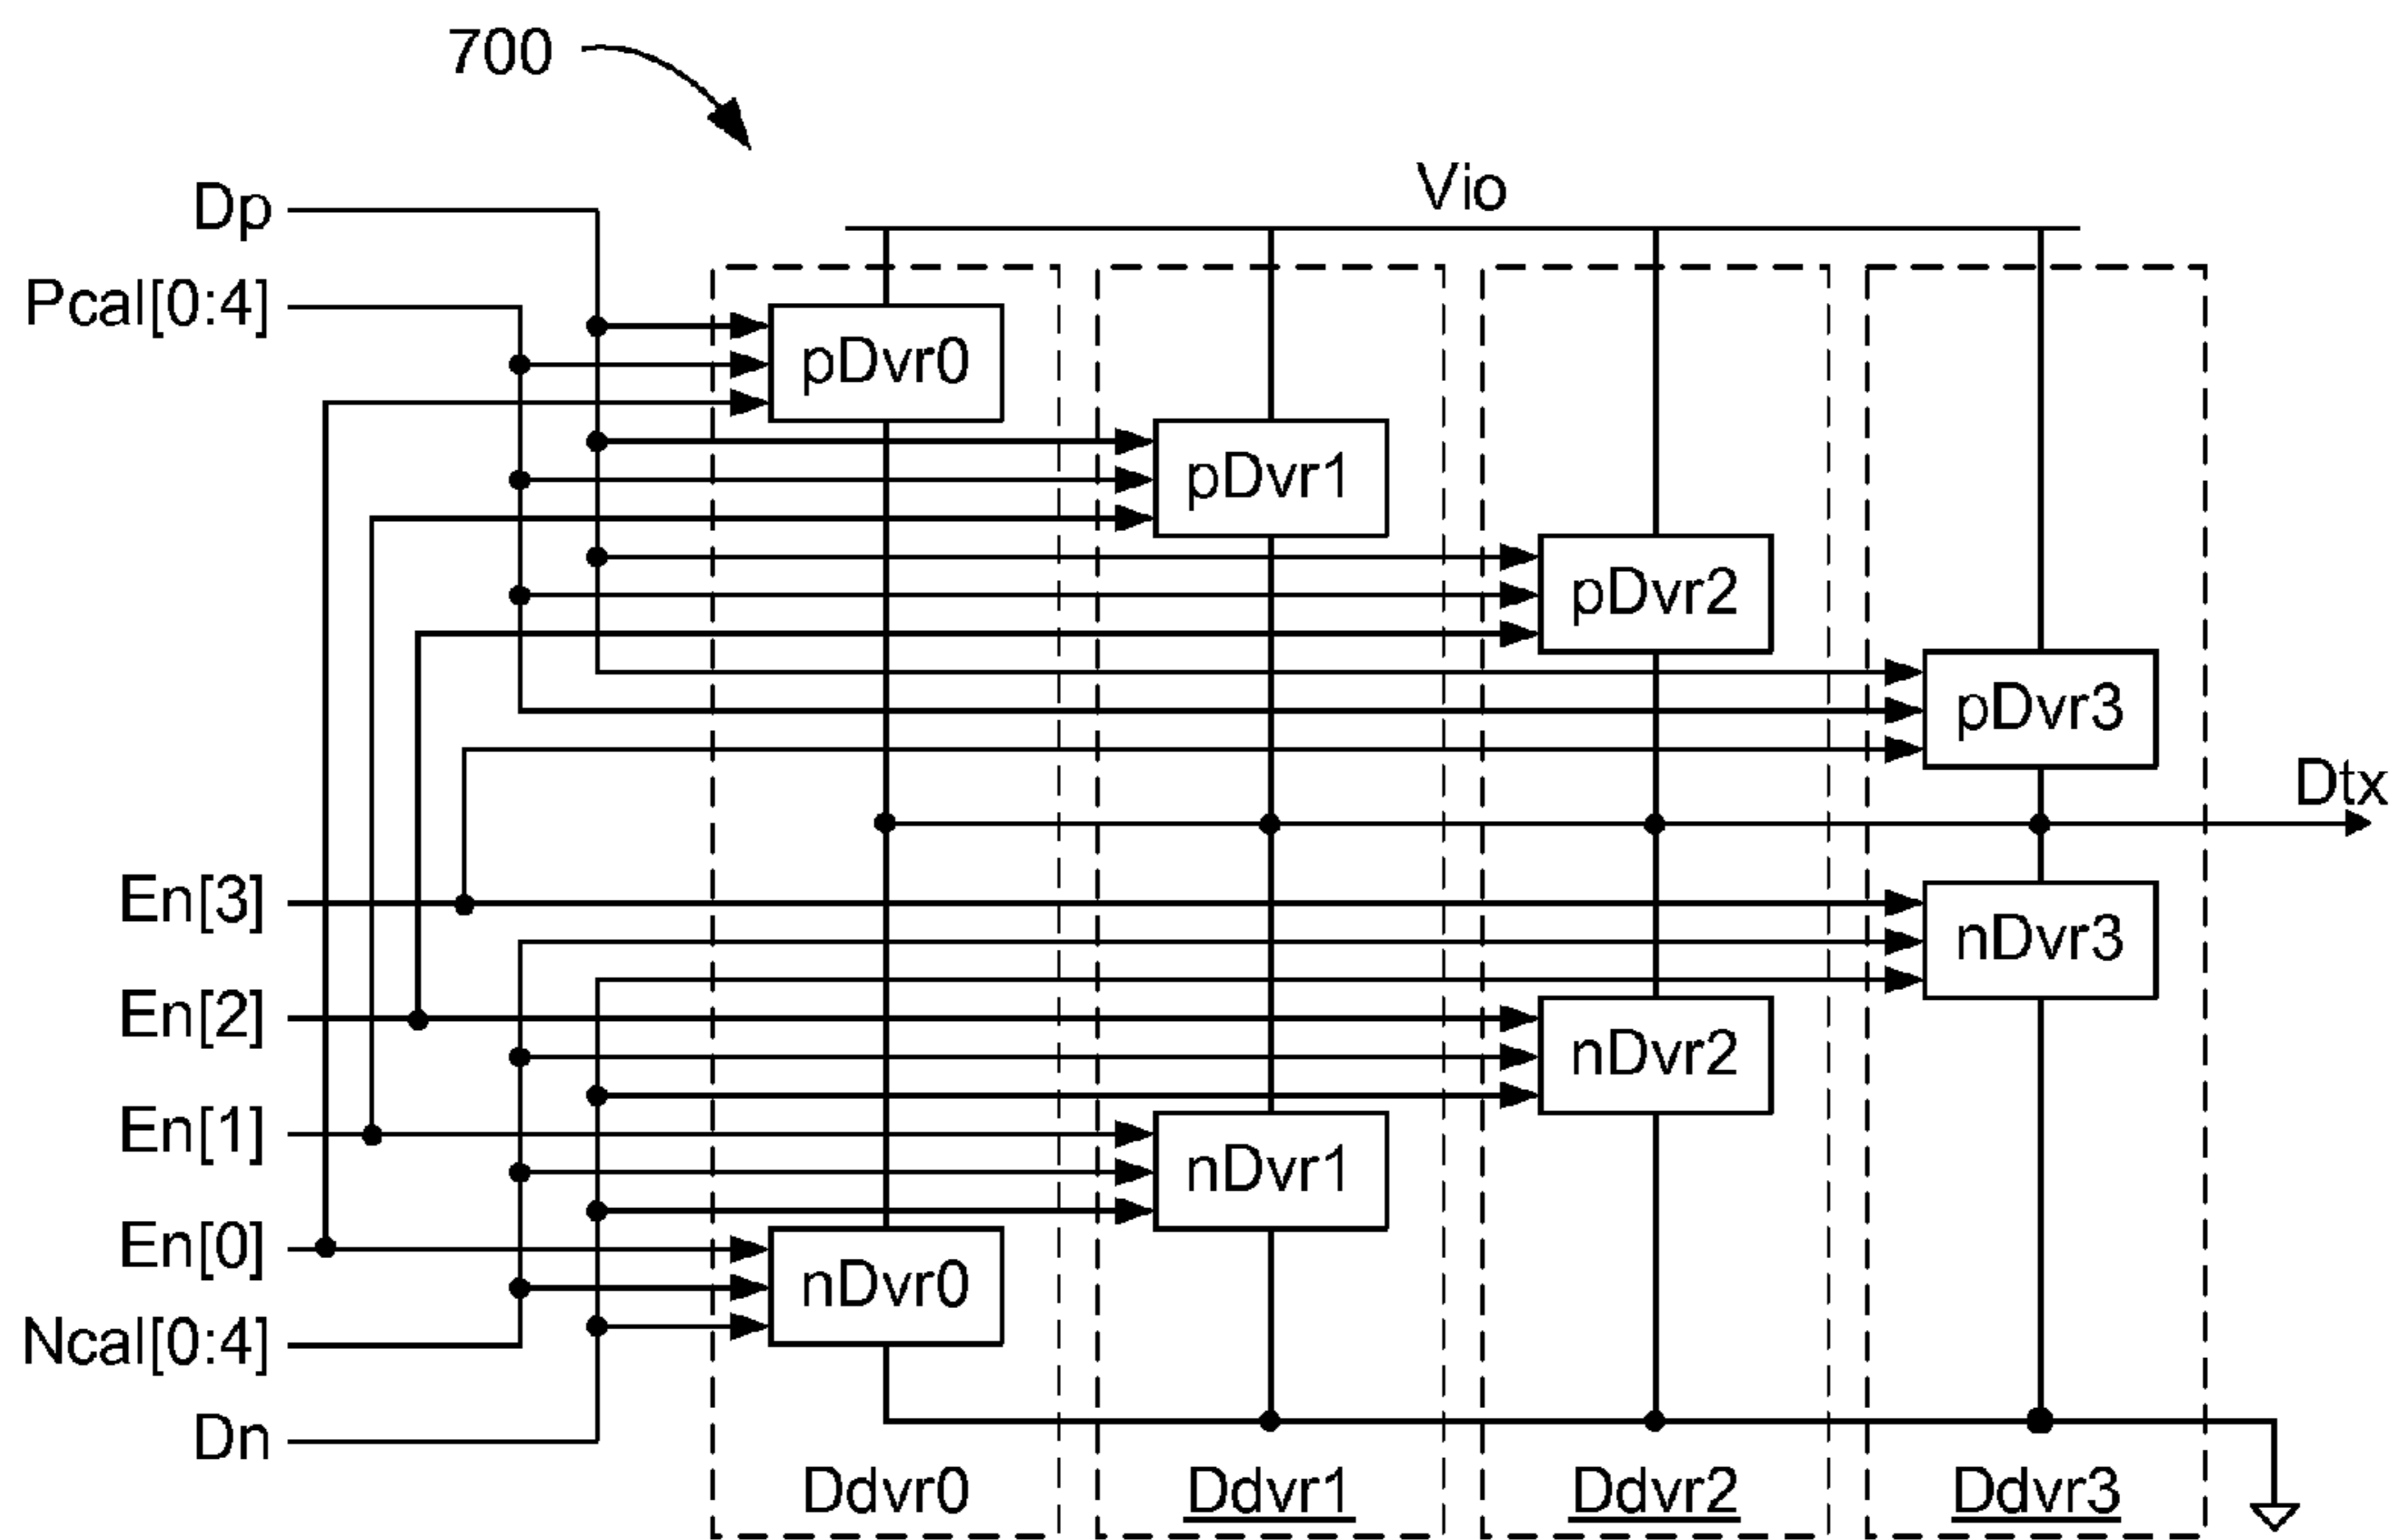 700
Vio
Dp
Pcal[0:4]
pDvr0
pDvr1
pDvr2
pDvr3
Dtx
En[3]
nDvr3
En[2]
nDvr2
En[1]
nDvr1
En[0]
nDvr0
Ncal[0:4]
Dn
Ddvr0 Ddvr1 Ddvr2 Ddvr3